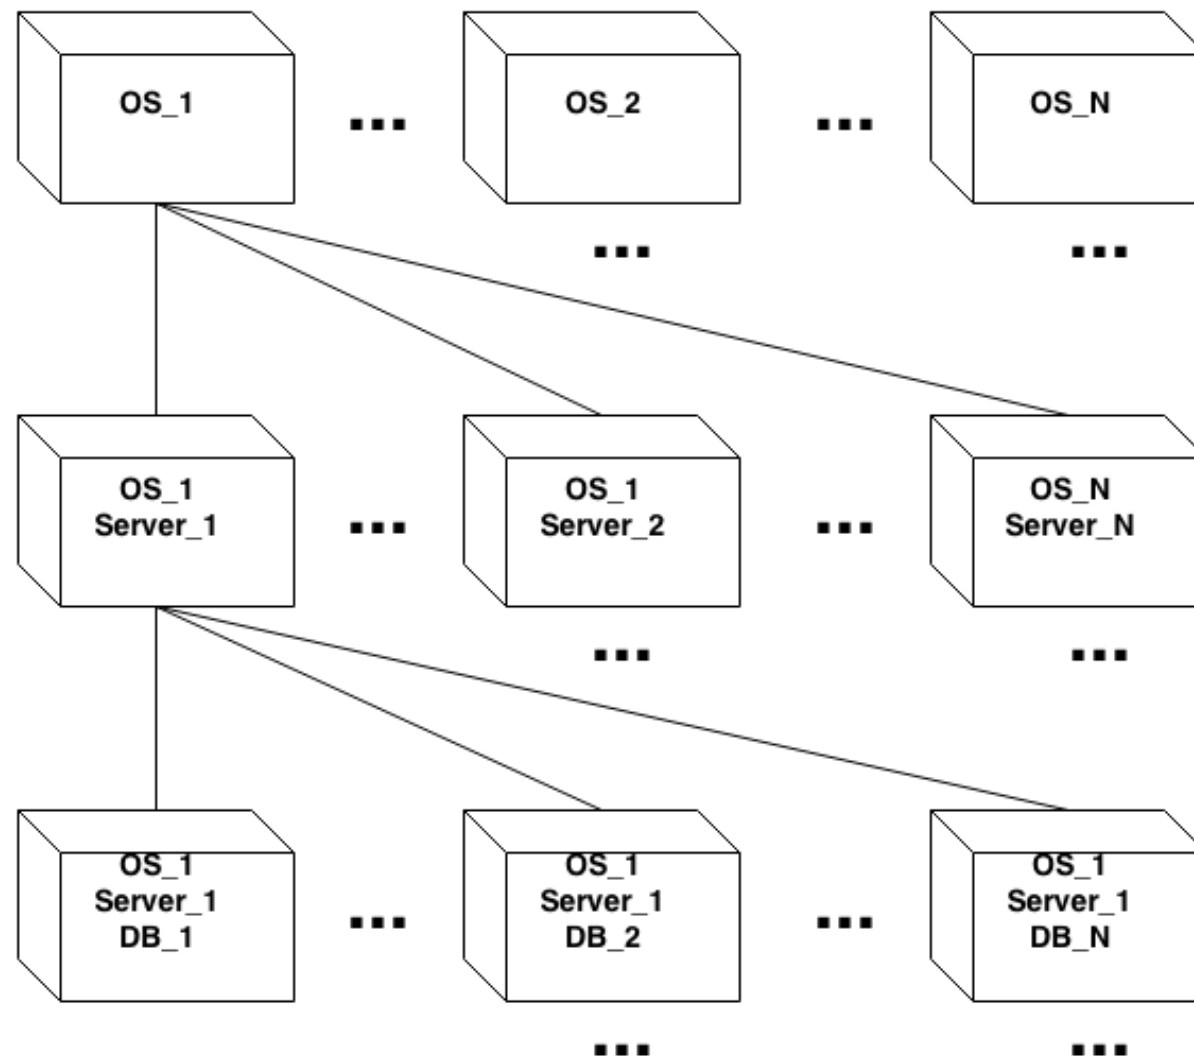 OS_1
...
OS_2
...
OS_N
...
...
OS_1
Server_1
...
OS_1
Server_2
...
OS_N
Server_N
...
...
OS_1
Server_1
DB_1
...
OS_1
Server_1
DB_2
...
OS_1
Server_1
DB_N
...
...